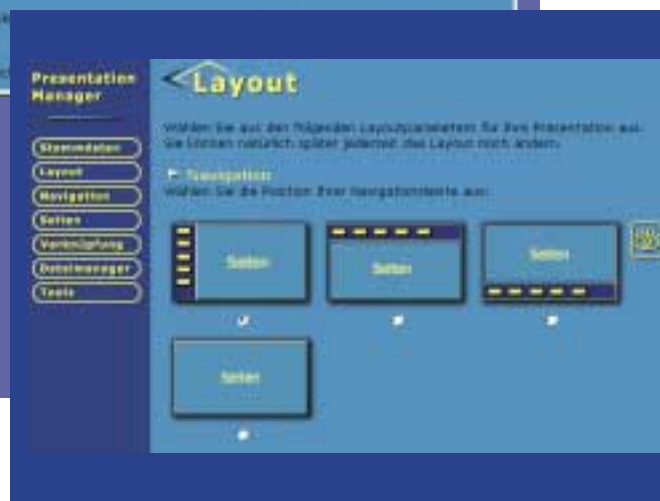 Presentation
Manager
Stammdaten
Layout
Navigation
Seiten
Verknüpfung
Dateimanager
Tools
Layout
Wählen Sie aus den folgenden Layoutparametern für Ihre Präsentation aus.
Sie können natürlich später jederzeit das Layout noch ändern.
Navigation
Wählen Sie die Position Ihrer Navigationsleiste aus:
Seiten
Seiten
Seiten
Seiten